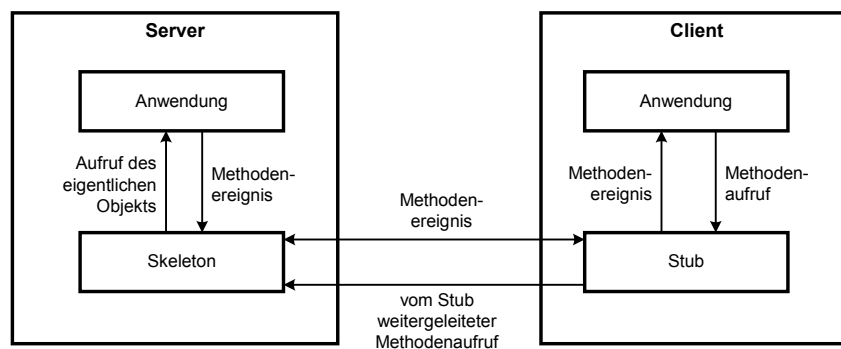 Server
Client
Anwendung
Anwendung
Aufruf des
eigentlichen
Objekts
Methoden-
ereignis
Methoden-
ereignis
Methoden-
ereignis
Methoden-
aufruf
Skeleton
Stub
vom Stub
weitergeleiteter
Methodenaufruf